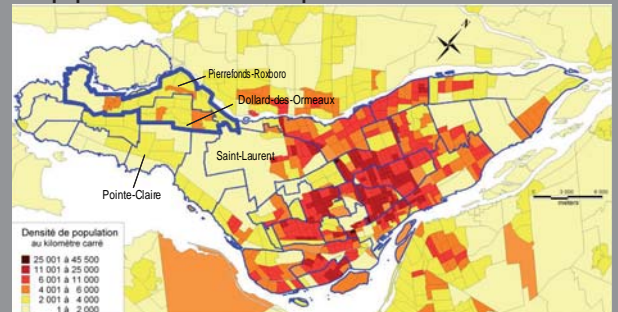 Pierrefonds-Roxboro
Dollard-des-Ormeaux
Saint-Laurent
Pointe-Claire
meters
Densité de population
au kilomètre carré
25 001 à 45 500
11 001 à 25 000
6 001 à 11 000
4 001 à 6 000
2 001 à 4 000
1 à 2 000